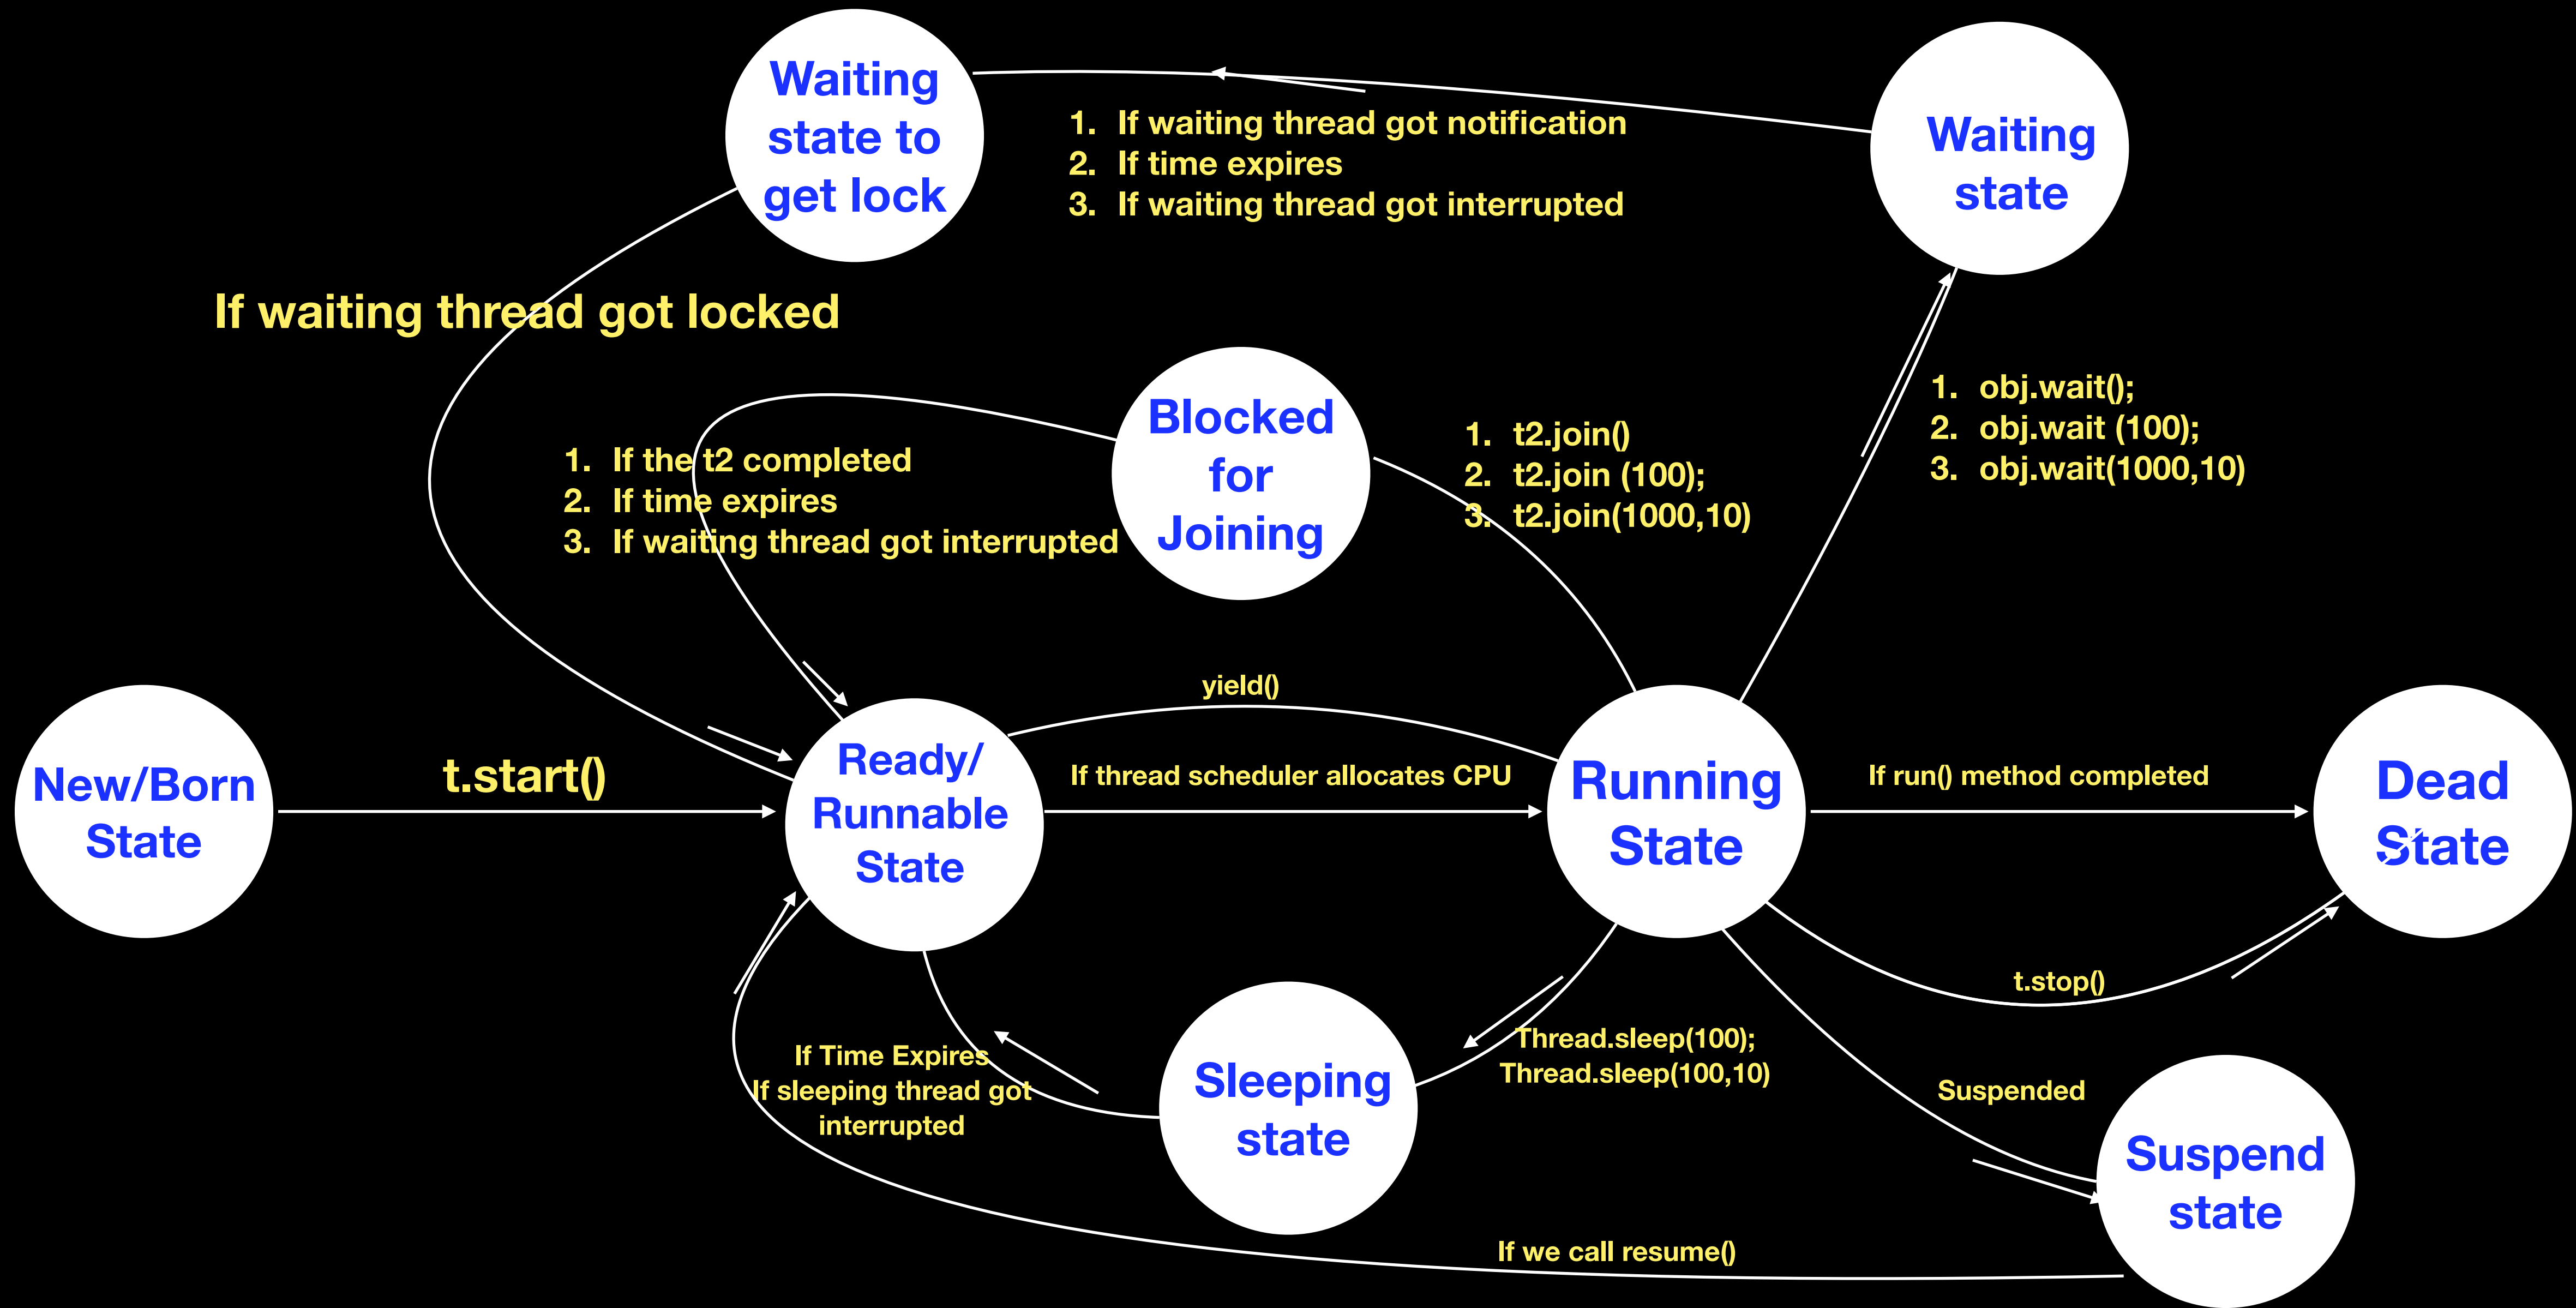 Waiting
state to
get lock
1. If waiting thread got notification
2. If time expires
3. If waiting thread got interrupted
Waiting
state
If waiting thread got locked
Blocked
for
Joining
1. t2.join()
2. t2.join (100);
3. t2.join(1000,10)
1. obj.wait();
2. obj.wait (100);
3. obj.wait(1000,10)
1. If the t2 completed
2. If time expires
3. If waiting thread got interrupted
yield()
New/Born
State
t.start()
Ready/
Runnable
State
If thread scheduler allocates CPU
Running
State
If run() method completed
Dead
State
t.stop()
If Time Expires
If sleeping thread got
interrupted
Sleeping
state
Thread.sleep(100);
Thread.sleep(100,10)
Suspended
Suspend
state
If we call resume()